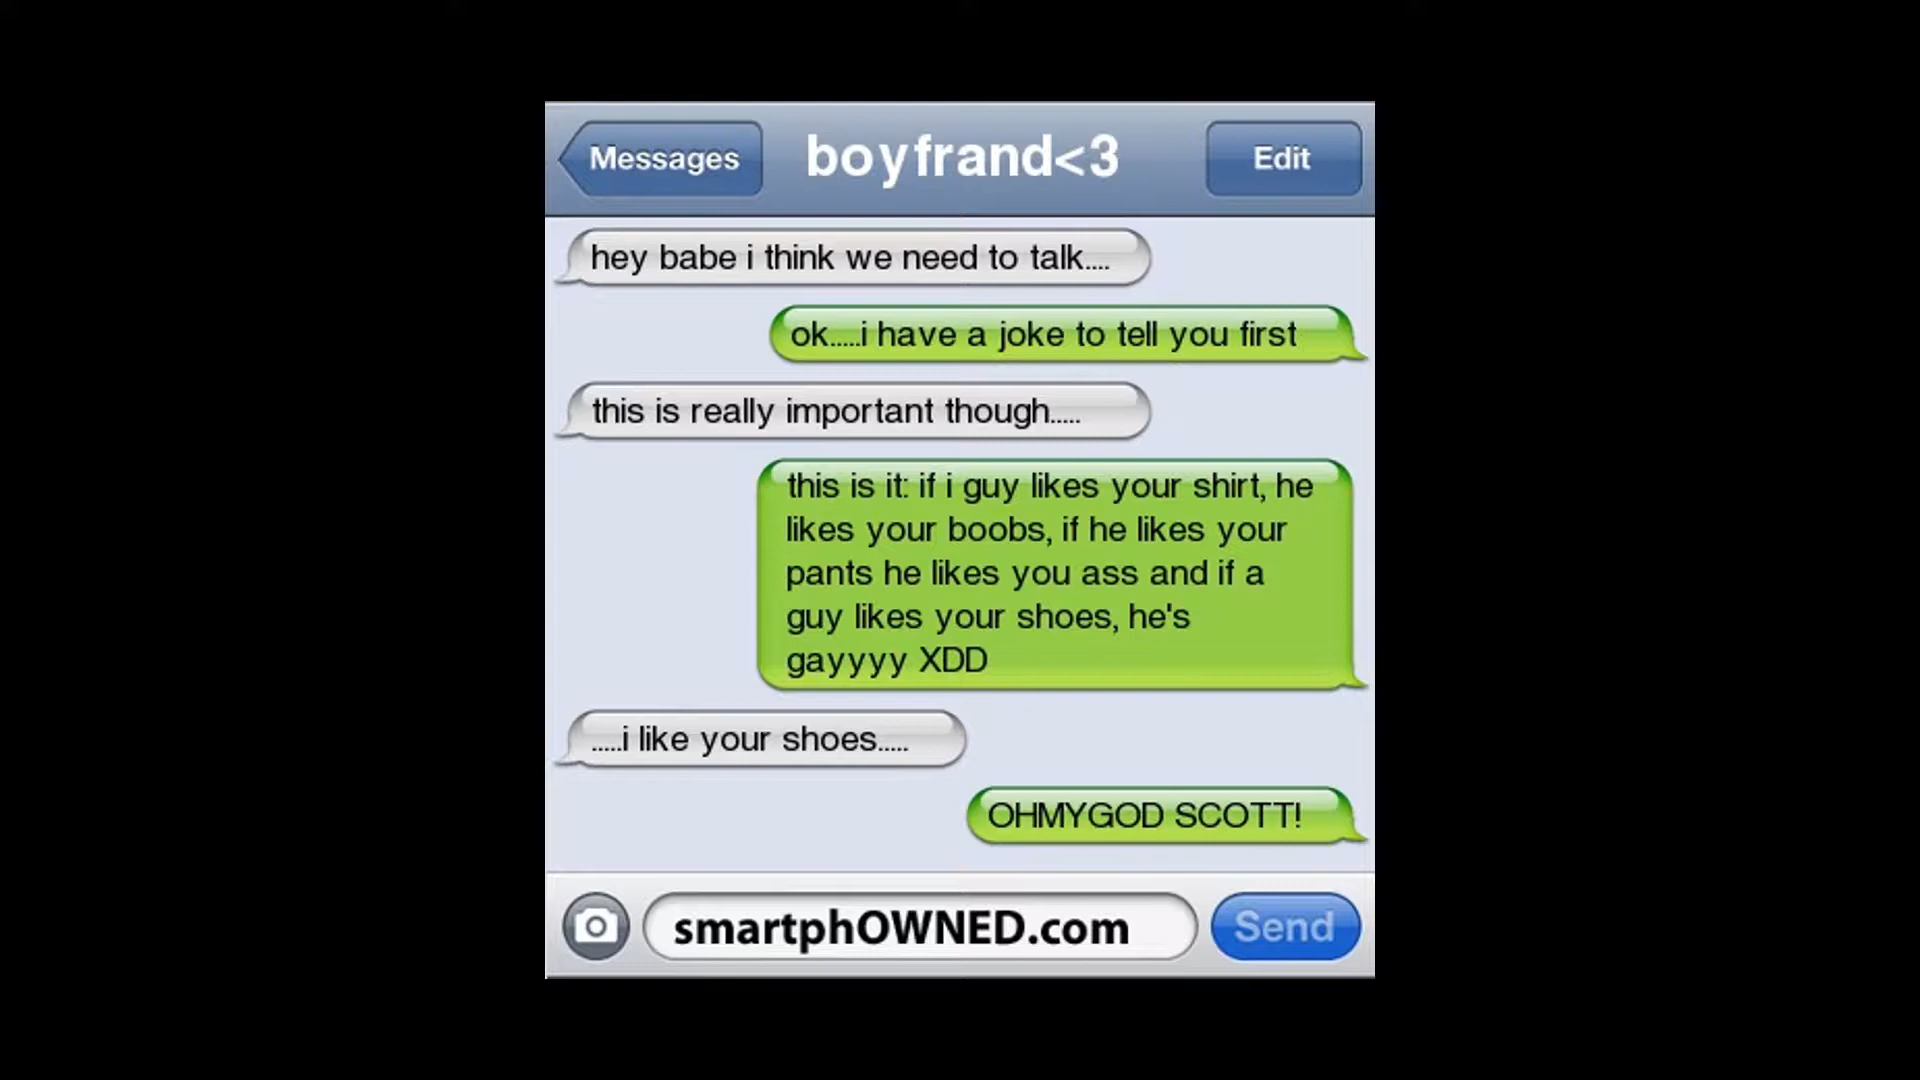 Messages
boyfrand<3
Edit
hey babe i think we need to talk....
ok.....i have a joke to tell you first
this is really important though.....
this is it: if i guy likes your shirt, he
likes your boobs, if he likes your
pants he likes you ass and if a
guy likes your shoes, he's
gayyyy XDD
.....i like your shoes.....
OHMYGOD SCOTT!
smartphOWNED.com
Send